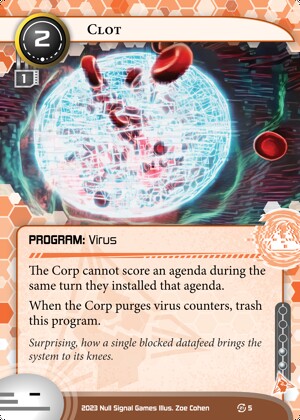 2
Clot
1
PROGRAM: Virus
The Corp cannot score an agenda during the
same turn they installed that agenda.
When the Corp purges virus counters, trash
this program.
Surprising, how a single blocked datafeed brings the
system to its knees.
-
2023 Null Signal Games Illus. Zoe Cohen
5